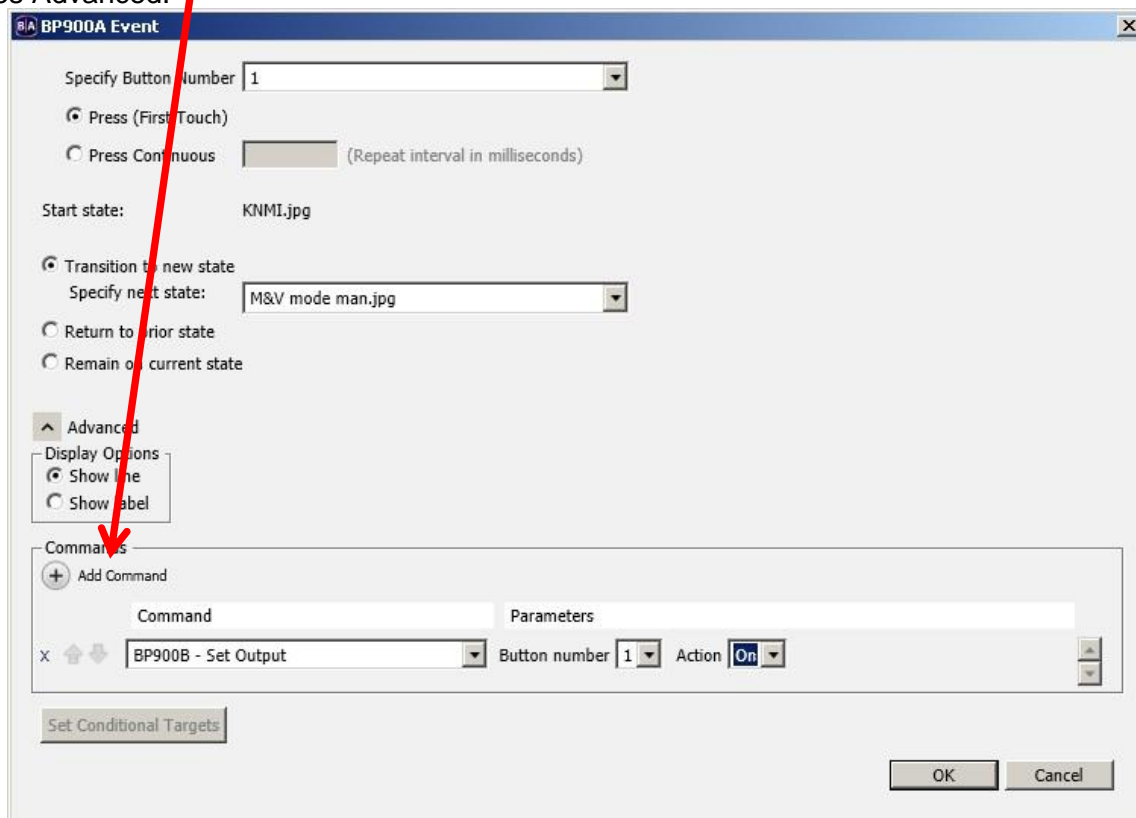 Advanced.
BA BP900A Event
Specify Button Number 1
Press (First Touch)
Press Continuous (Repeat interval in milliseconds)
Start state: KNMI.jpg
Transition to new state
Specify next state: M&V mode man.jpg
Return to prior state
Remain on current state
Advanced
Display Options
Show line
Show label
Commands
+ Add Command
Command Parameters
X BP900B - Set Output Button number 1 Action On
Set Conditional Targets
OK Cancel